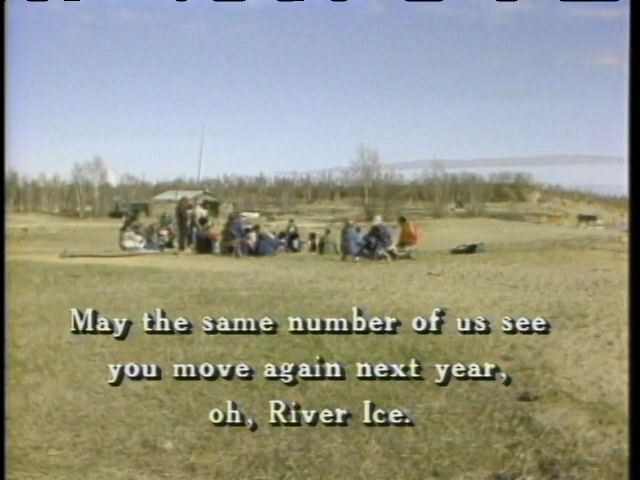 May the same number of us see
you move again next year,
oh, River Ice.